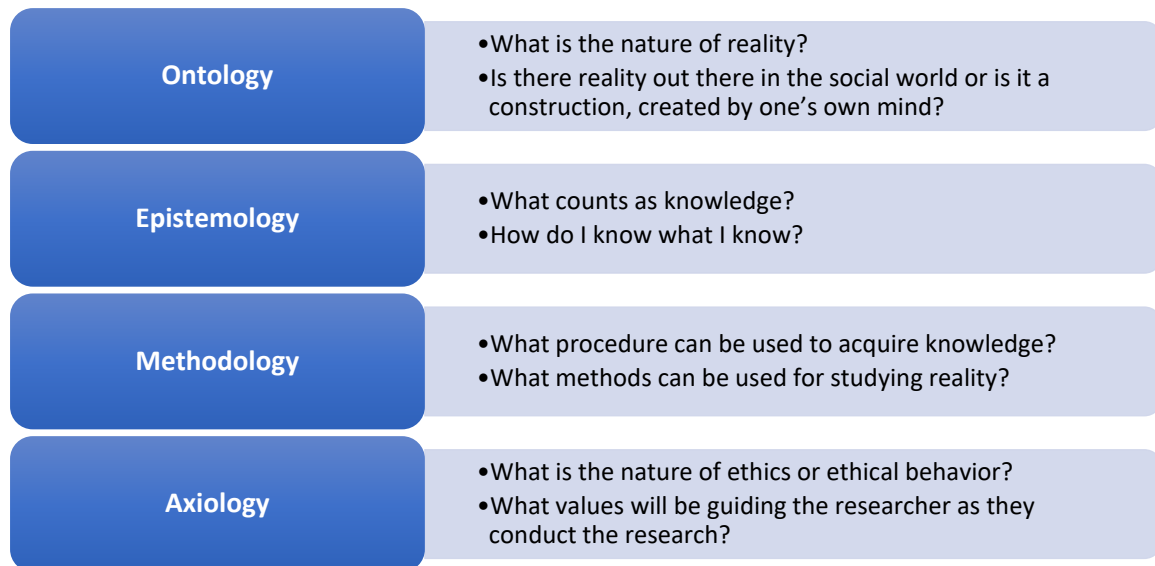 Ontology
•What is the nature of reality?
•Is there reality out there in the social world or is it a
construction, created by one’s own mind?
Epistemology
•What counts as knowledge?
•How do I know what I know?
Methodology
•What procedure can be used to acquire knowledge?
•What methods can be used for studying reality?
Axiology
•What is the nature of ethics or ethical behavior?
•What values will be guiding the researcher as they
conduct the research?